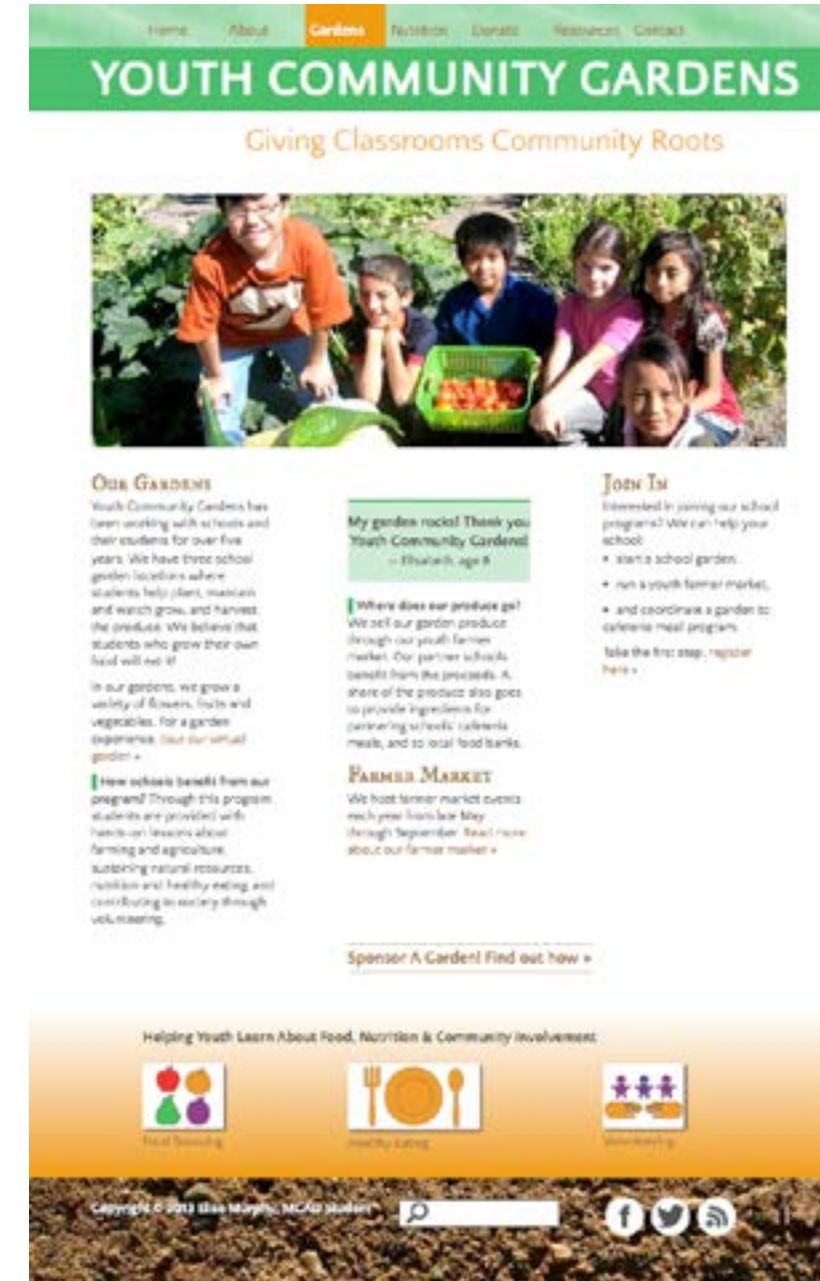 Home About Gardens Nutrition Donate Resources Contact
YOUTH COMMUNITY GARDENS
Giving Classrooms Community Roots
OUR GARDENS
Youth Community Gardens has
been working with schools and
their students for over five
years. We have three school
garden locations where
students help plant, maintain
and watch grow, and harvest
the produce. We believe that
students who grow their own
food will eat it!
In our gardens, we grow a
variety of flowers, fruits and
vegetables. For a garden
experience, tour our virtual
garden »
How schools benefit from our
program? Through this program
students are provided with
hands-on lessons about
farming and agriculture,
sustaining natural resources,
nutrition and healthy eating, and
contributing to society through
volunteering.
My garden rocks! Thank you
Youth Community Gardens!
– Elisabeth, age 8
Where does our produce go?
We sell our garden produce
through our youth farmer
market. Our partner schools
benefit from the proceeds. A
share of the produce also goes
to provide ingredients for
partnering schools' cafeteria
meals, and to local food banks.
FARMER MARKET
We host farmer market events
each year from late May
through September. Read more
about our farmer market »
JOIN IN
Interested in joining our school
programs? We can help your
school:
• start a school garden,
• run a youth farmer market,
• and coordinate a garden to
cafeteria meal program.
Take the first step, register
here »
Sponsor A Garden! Find out how »
Helping Youth Learn About Food, Nutrition & Community Involvement
Food Sourcing
Healthy Eating
Volunteering
Copyright © 2013 Elise Murphy, MCAD Student